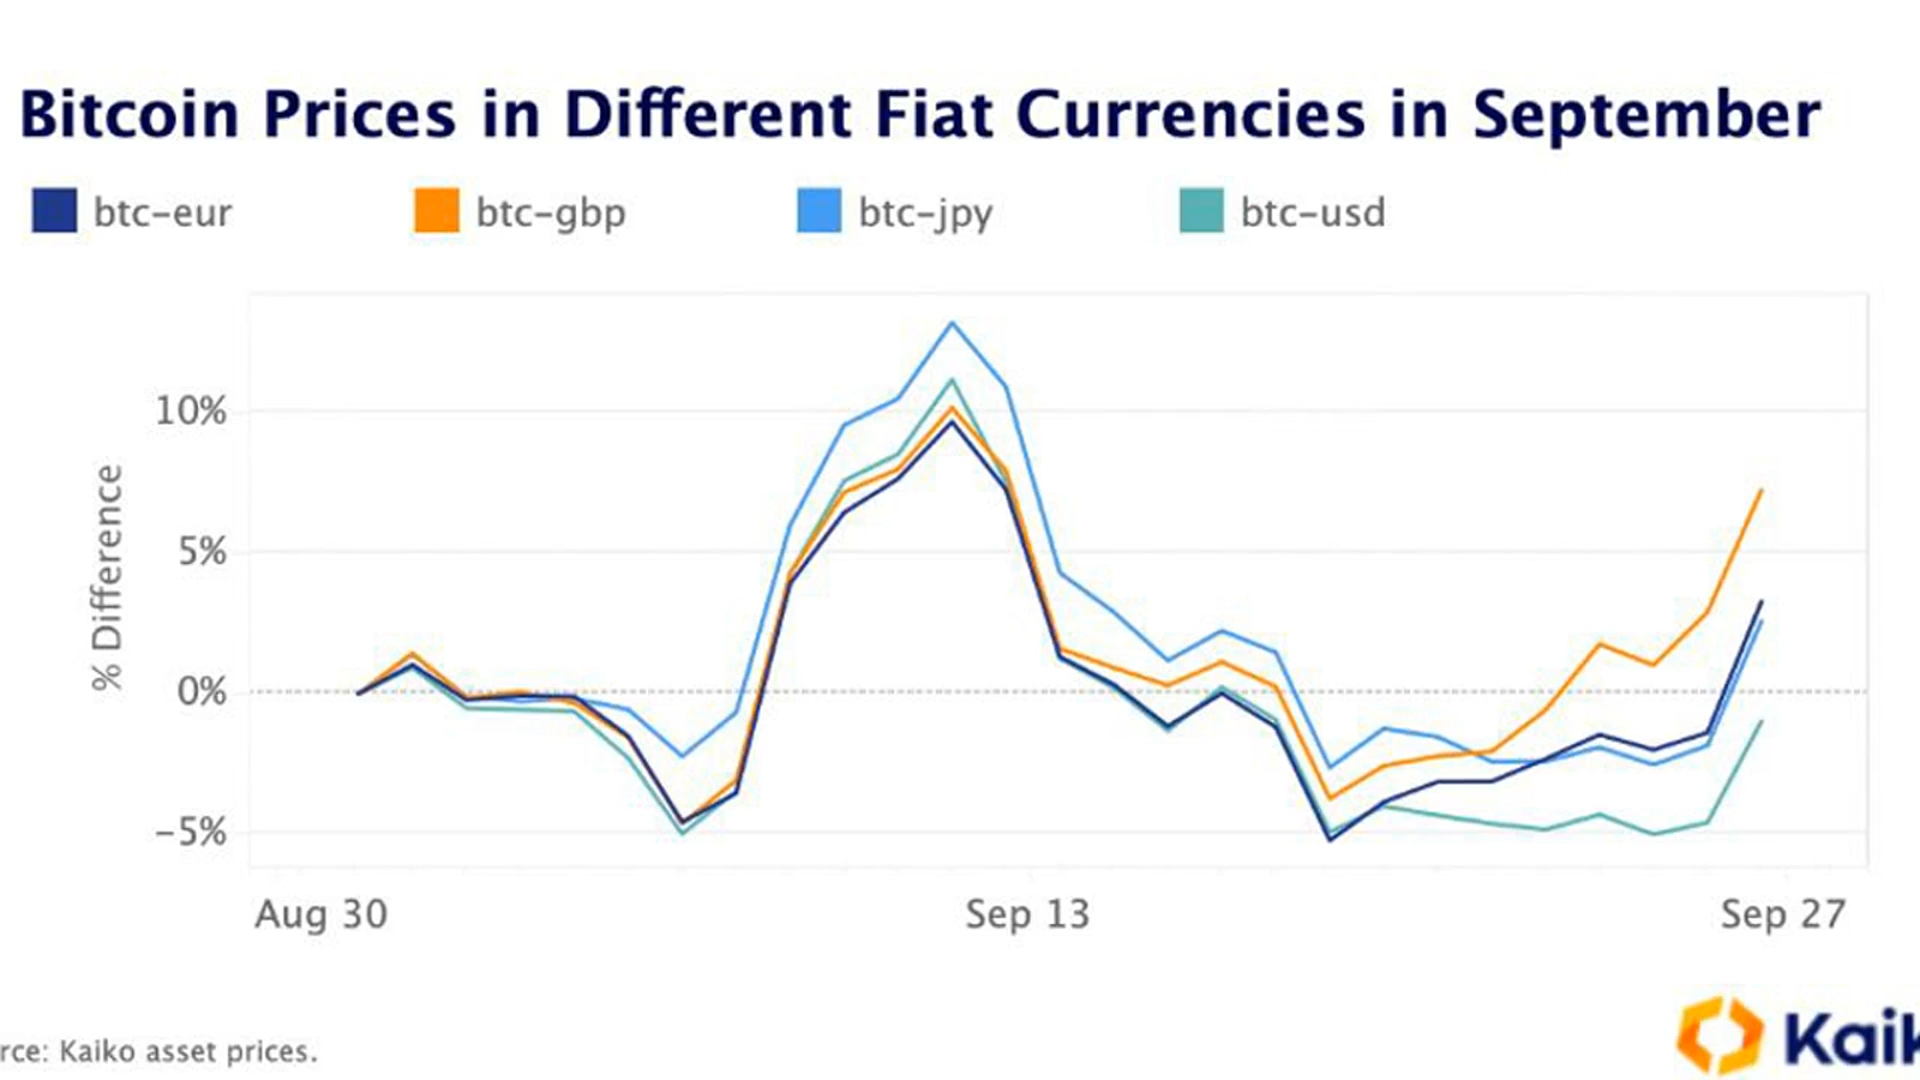 Bitcoin Prices in Different Fiat Currencies in September
btc-eur btc-gbp btc-jpy btc-usd
10%
5%
0%
-5%
% Difference
Aug 30 Sep 13 Sep 27
rce: Kaiko asset prices.
Kaik